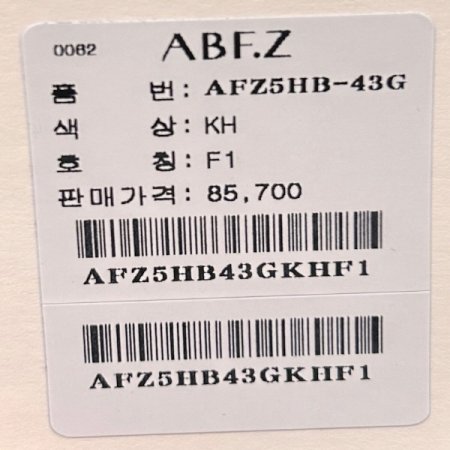 0062 ABF.Z
품 번: AFZ5HB-43G
색 상: KH
호 칭: F1
판매가격: 85,700
AFZ5HB43GKHF1
AFZ5HB43GKHF1